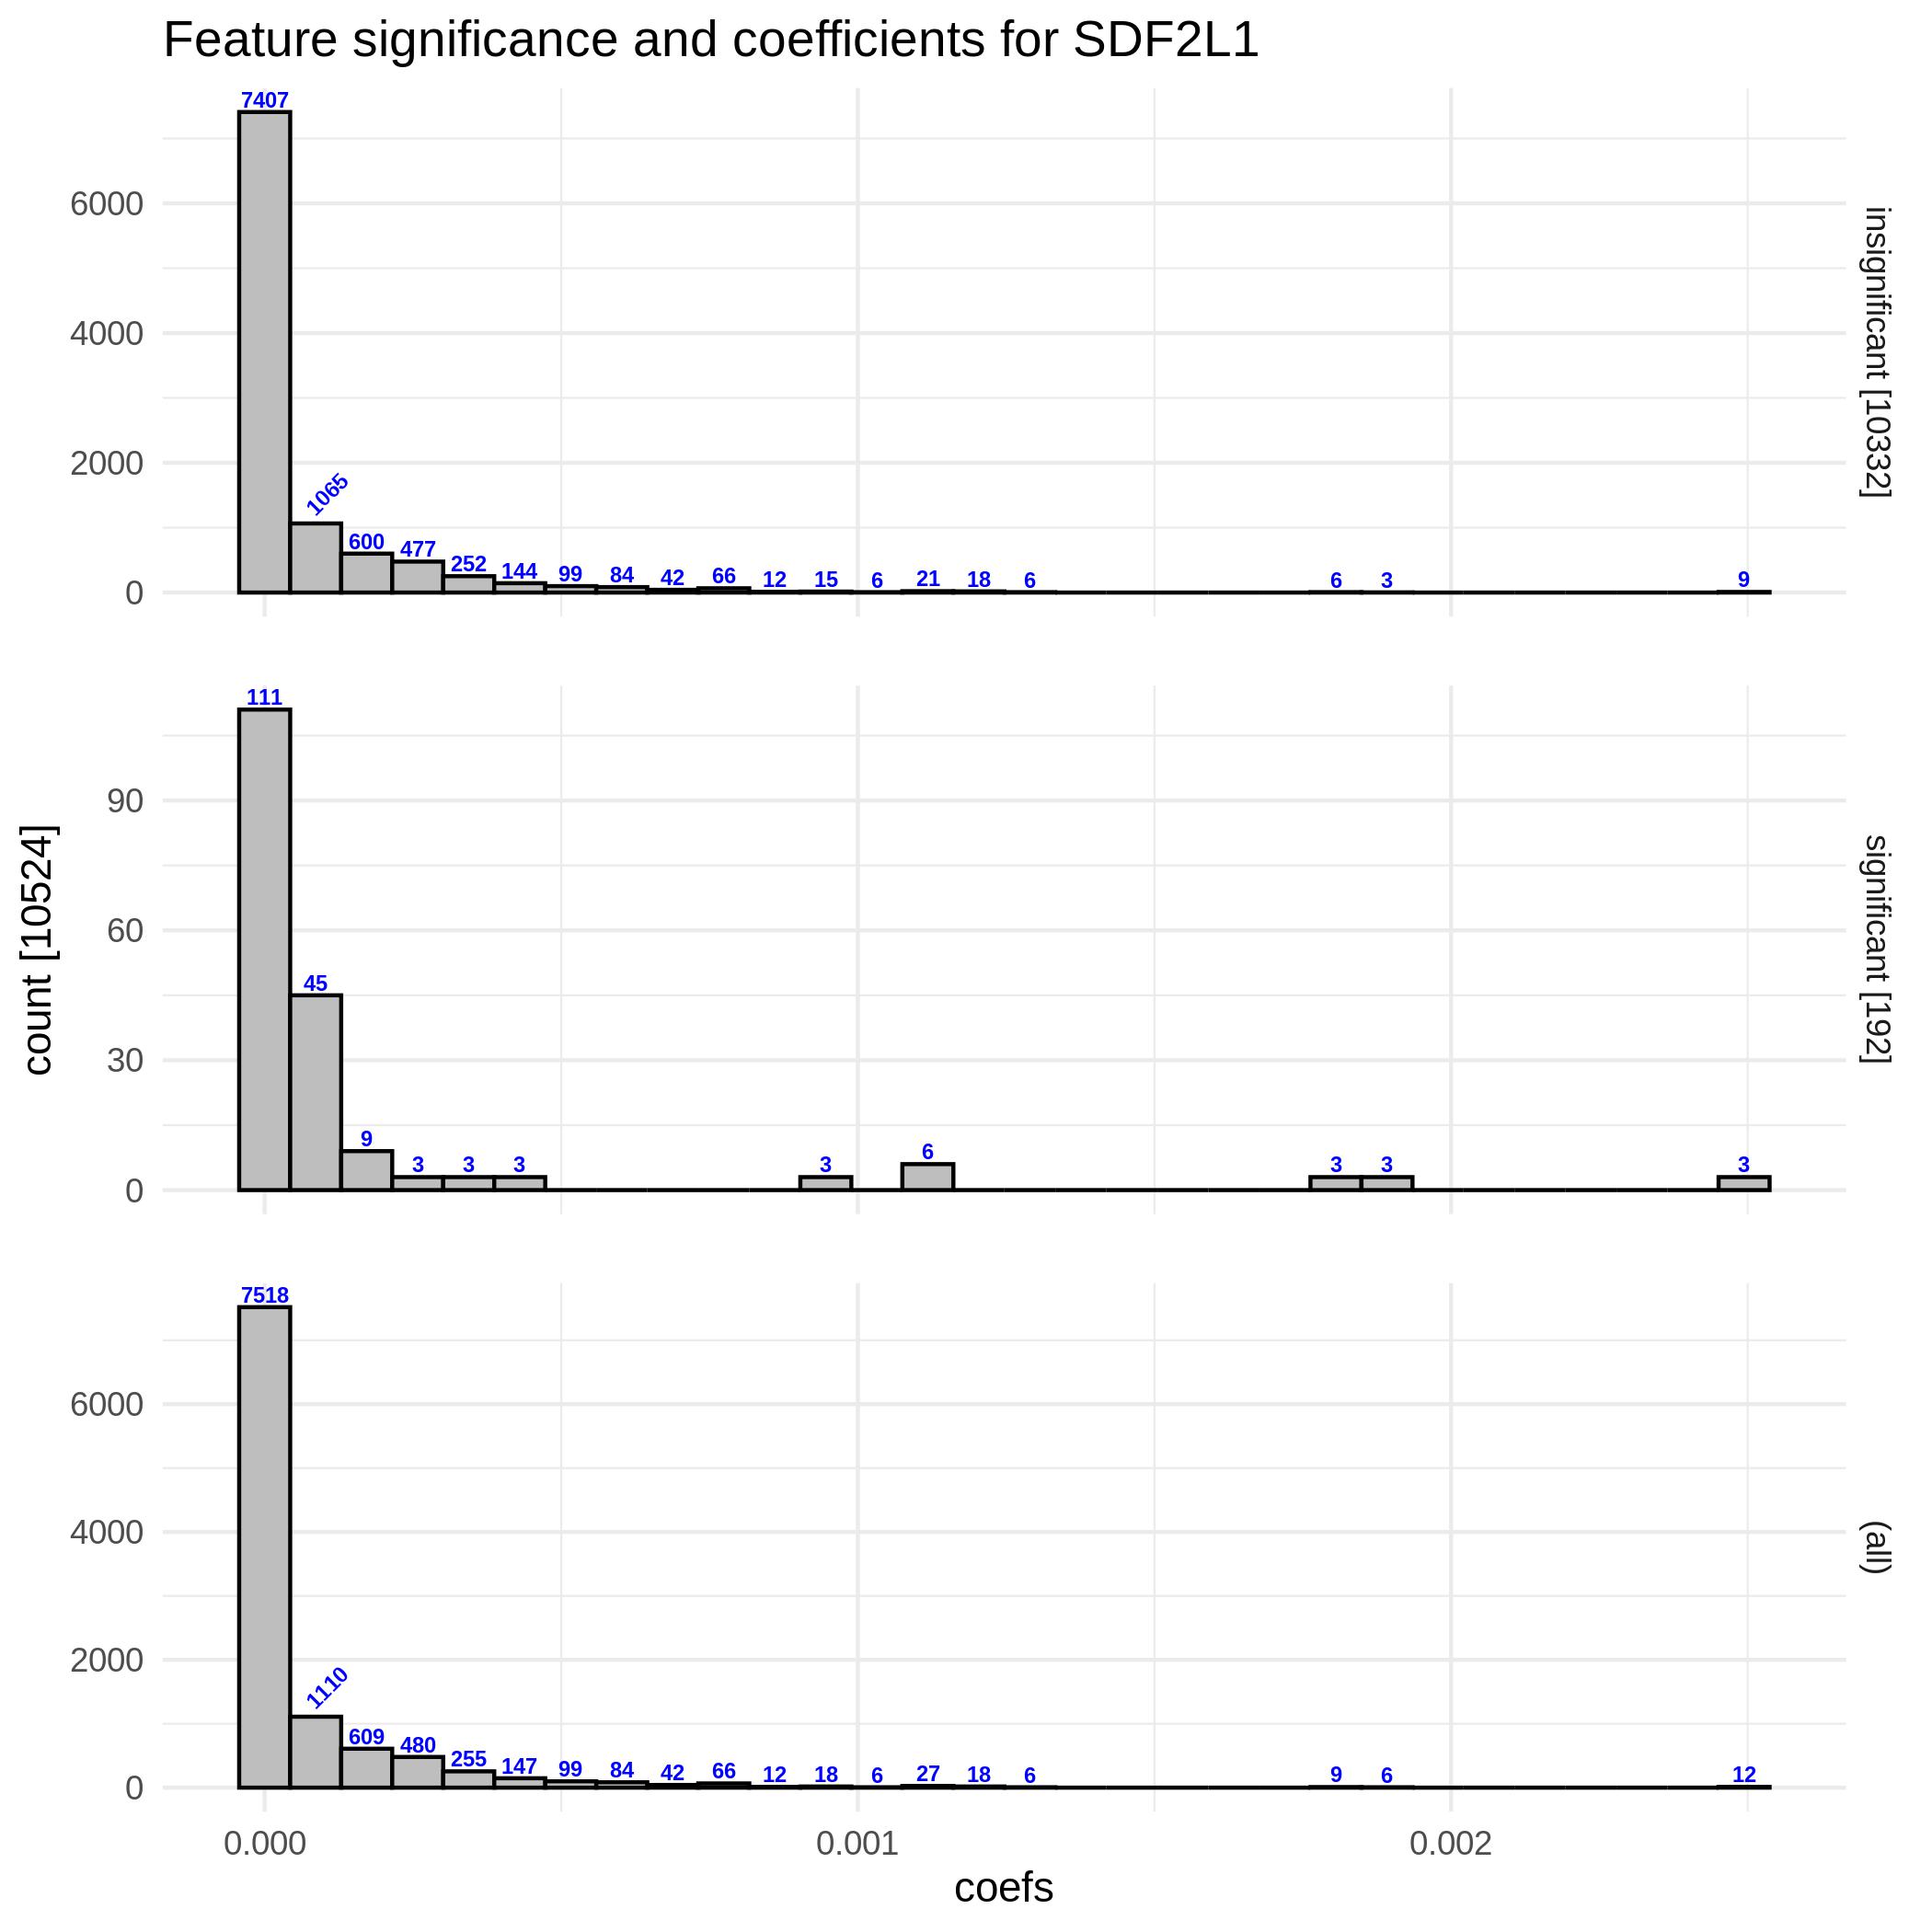 Feature significance and coefficients for SDF2L1
7407
6000
4000
2000
1065
600 477 252 144 99 84 42 66 12 15 6 21 18 6 6 3 9
0
insignificant [10332]
111
90
60
45
30
9
3 3 3 3 6 3 3 3
0
significant [192]
count [10524]
7518
6000
4000
2000
1110
609 480 255 147 99 84 42 66 12 18 6 27 18 6 9 6 12
0
(all)
0.000 0.001 0.002
coefs